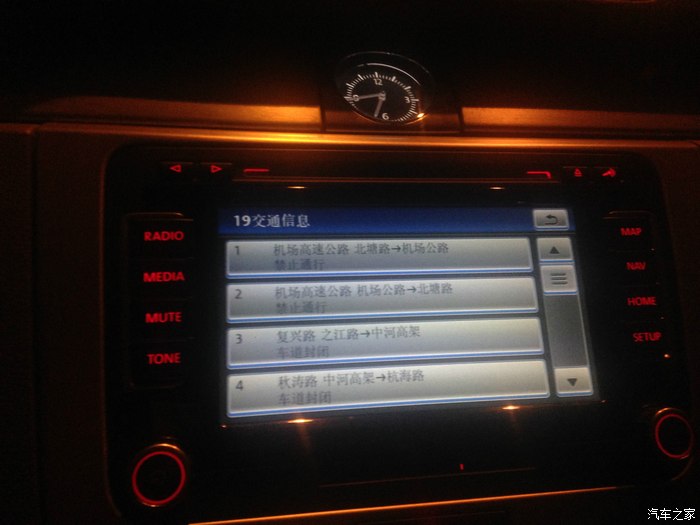 12
3
6
9
RADIO
MEDIA
MUTE
TONE
19交通信息
1 机场高速公路 北塘路→机场公路
禁止通行
2 机场高速公路 机场公路→北塘路
禁止通行
3 复兴路 之江路→中河高架
车道封闭
4 秋涛路 中河高架→杭海路
车道封闭
MAP
NAV
HOME
SETUP
汽车之家